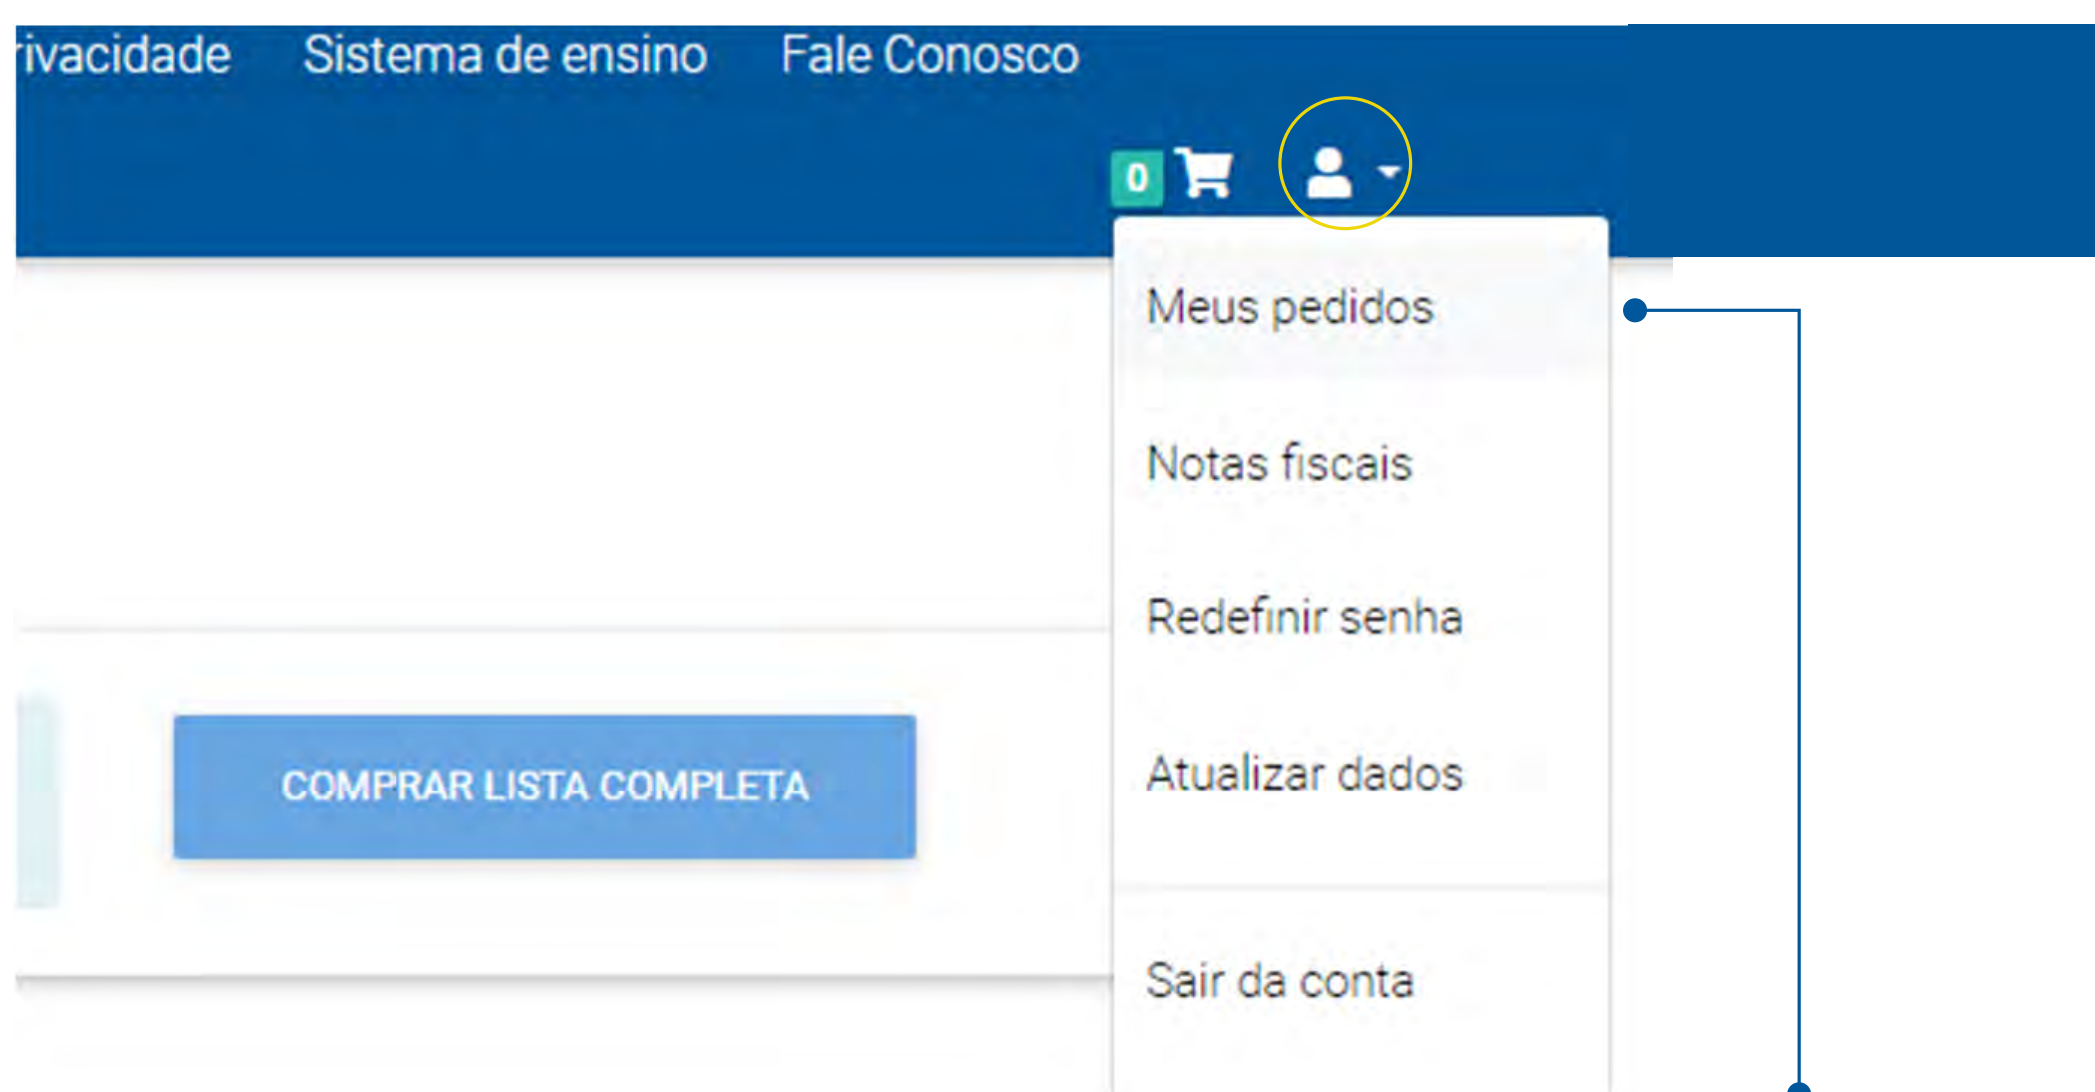 rivacidade Sistema de ensino Fale Conosco
0
Meus pedidos
Notas fiscais
Redefinir senha
Atualizar dados
COMPRAR LISTA COMPLETA
Sair da conta